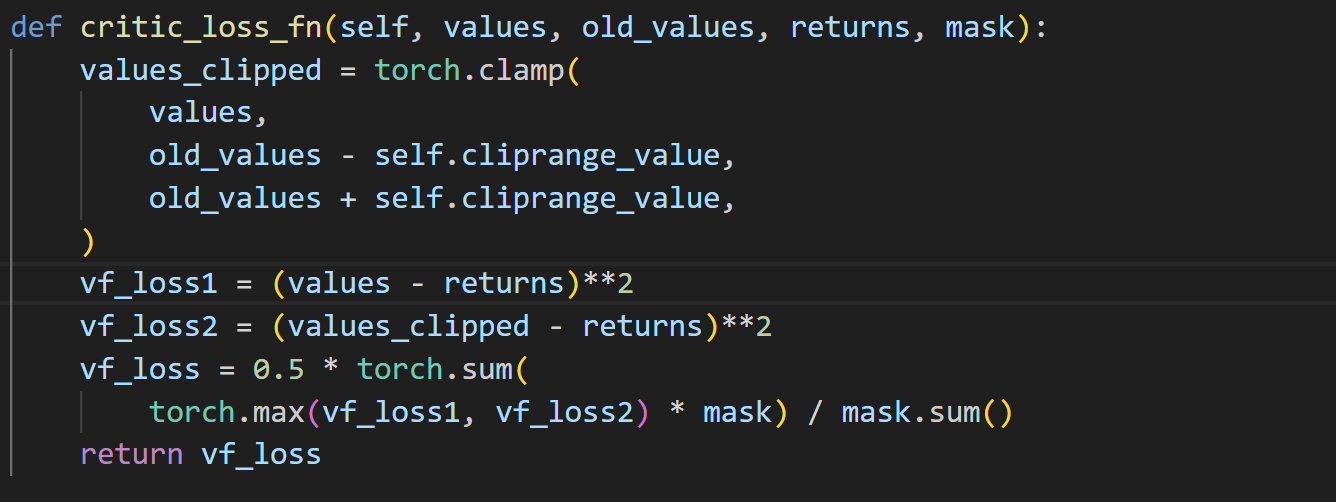 def critic_loss_fn(self, values, old_values, returns, mask):
    values_clipped = torch.clamp(
        values,
        old_values - self.cliprange_value,
        old_values + self.cliprange_value,
    )
    vf_loss1 = (values - returns)**2
    vf_loss2 = (values_clipped - returns)**2
    vf_loss = 0.5 * torch.sum(
        torch.max(vf_loss1, vf_loss2) * mask) / mask.sum()
    return vf_loss